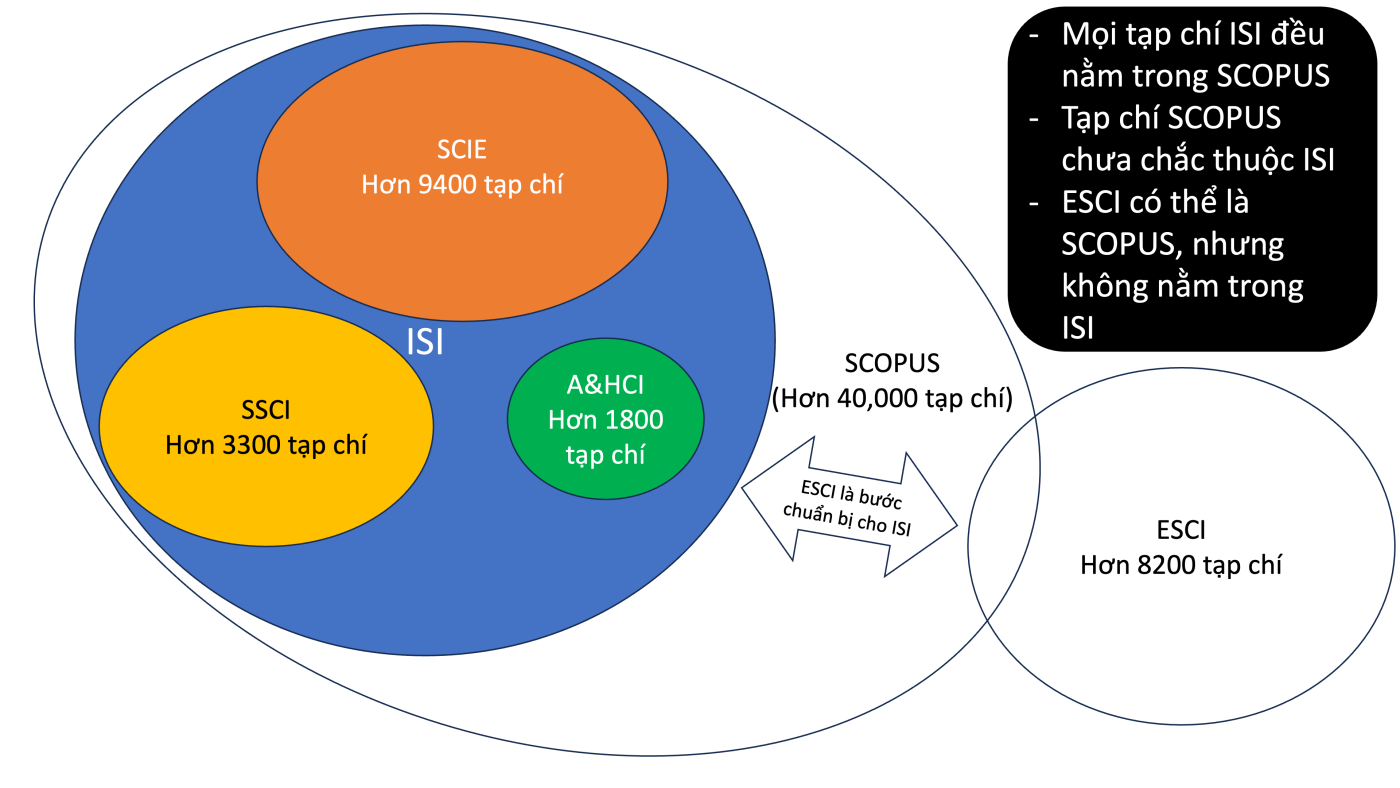 SCIE
Hơn 9400 tạp chí
ISI
SSCI
Hơn 3300 tạp chí
A&HCI
Hơn 1800
tạp chí
SCOPUS
(Hơn 40,000 tạp chí)
ESCI là bước
chuẩn bị cho ISI
ESCI
Hơn 8200 tạp chí
- Mọi tạp chí ISI đều
nằm trong SCOPUS
- Tạp chí SCOPUS
chưa chắc thuộc ISI
- ESCI có thể là
SCOPUS, nhưng
không nằm trong
ISI